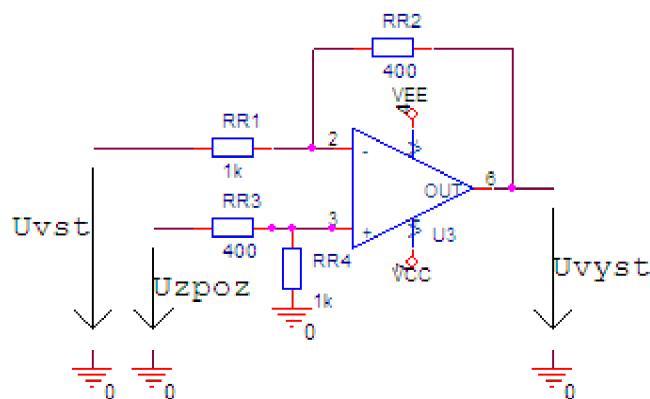 RR2
400
VEE
RR1
2
-
1k
OUT
6
RR3
3
+
U3
400
Uvst
RR4
VCC
Uvyst
Uzpoz
1k
0
0
0
0